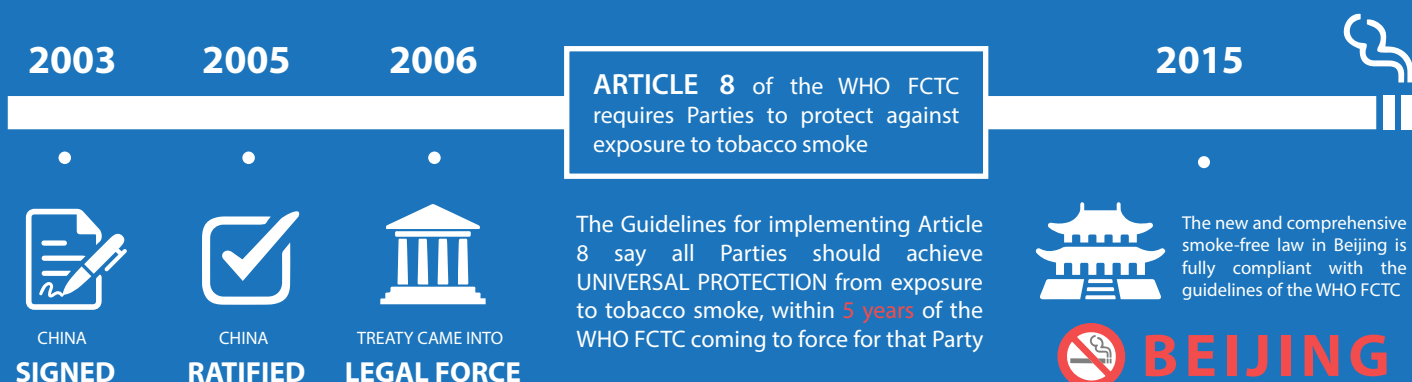 2003
2005
2006
2015
ARTICLE 8 of the WHO FCTC
requires Parties to protect against
exposure to tobacco smoke
CHINA
SIGNED
CHINA
RATIFIED
TREATY CAME INTO
LEGAL FORCE
The Guidelines for implementing Article
8 say all Parties should achieve
UNIVERSAL PROTECTION from exposure
to tobacco smoke, within 5 years of the
WHO FCTC coming to force for that Party
The new and comprehensive
smoke-free law in Beijing is
fully compliant with the
guidelines of the WHO FCTC
BEIJING